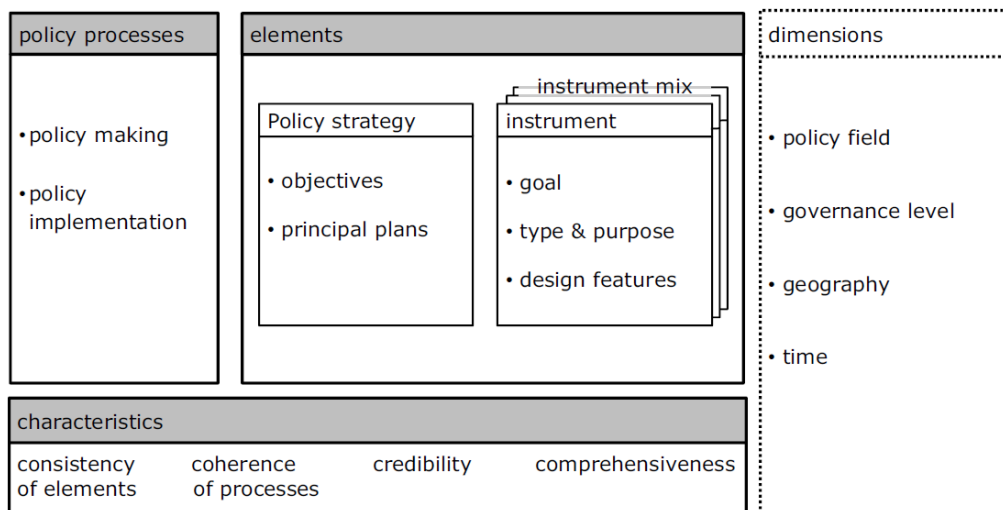 policy processes
• policy making
• policy
implementation
elements
Policy strategy
• objectives
• principal plans
instrument mix
instrument
• goal
• type & purpose
• design features
dimensions
• policy field
• governance level
• geography
• time
characteristics
consistency
of elements
coherence
of processes
credibility
comprehensiveness